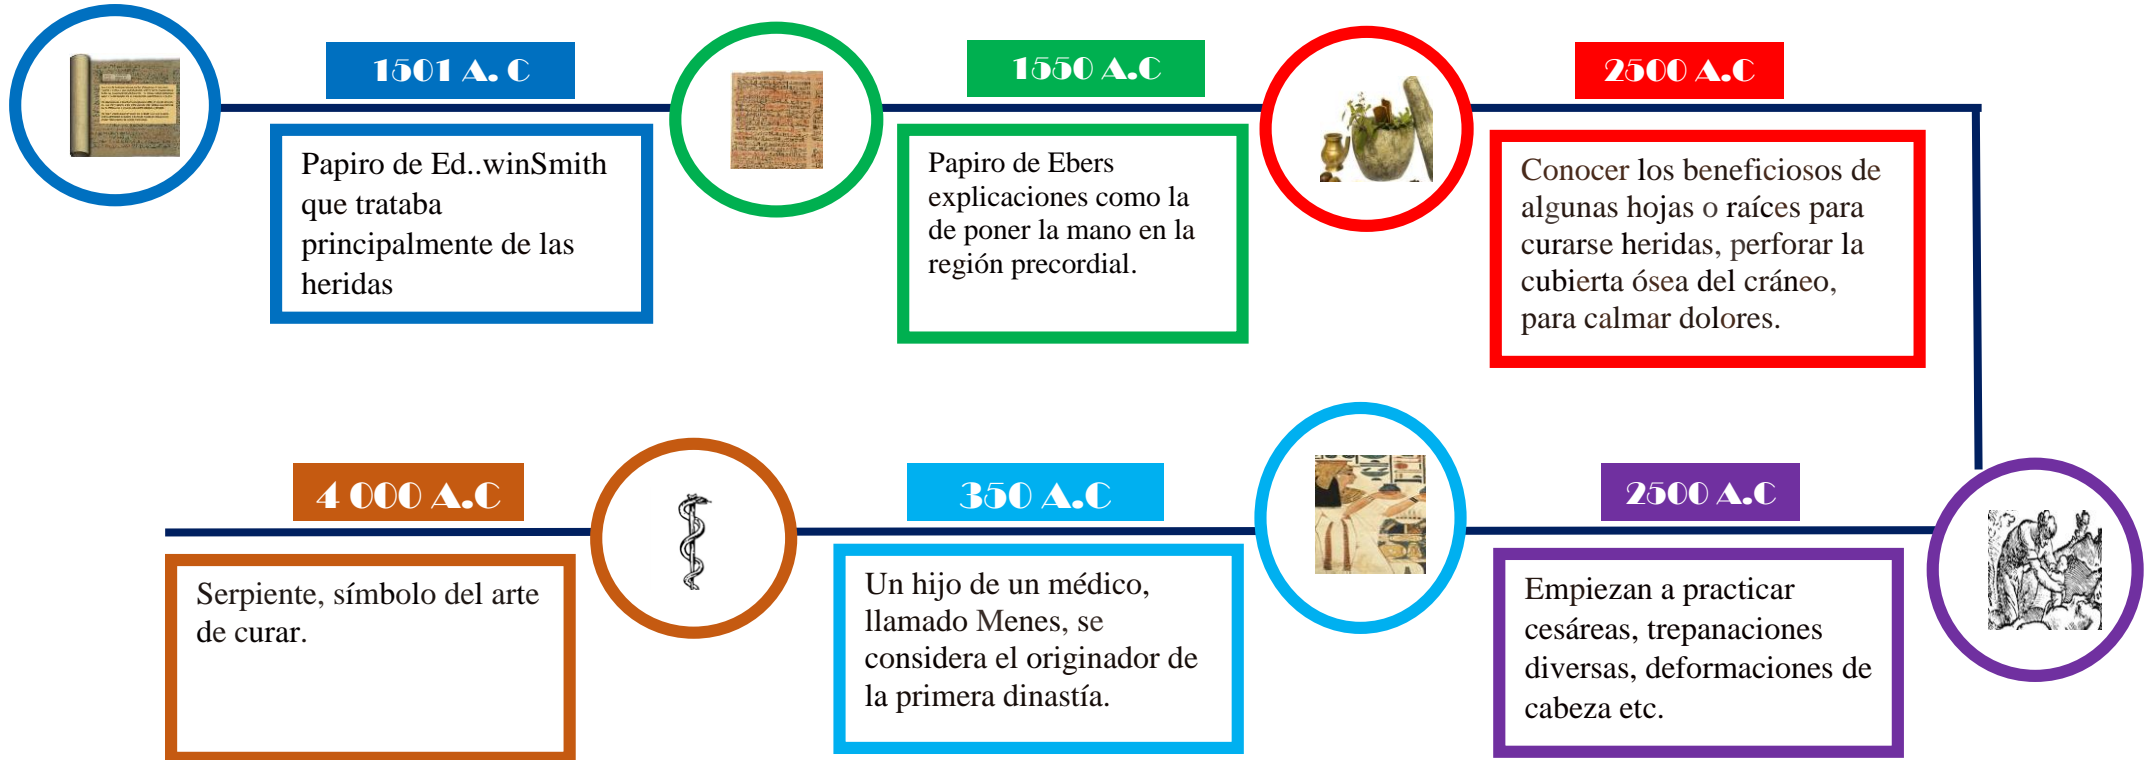 1501 A. C
Papiro de Ed..winSmith
que trataba
principalmente de las
heridas
1550 A.C
Papiro de Ebers
explicaciones como la
de poner la mano en la
región precordial.
2500 A.C
Conocer los beneficiosos de
algunas hojas o raíces para
curarse heridas, perforar la
cubierta ósea del cráneo,
para calmar dolores.
4 000 A.C
Serpiente, símbolo del arte
de curar.
350 A.C
Un hijo de un médico,
llamado Menes, se
considera el originador de
la primera dinastía.
2500 A.C
Empiezan a practicar
cesáreas, trepanaciones
diversas, deformaciones de
cabeza etc.